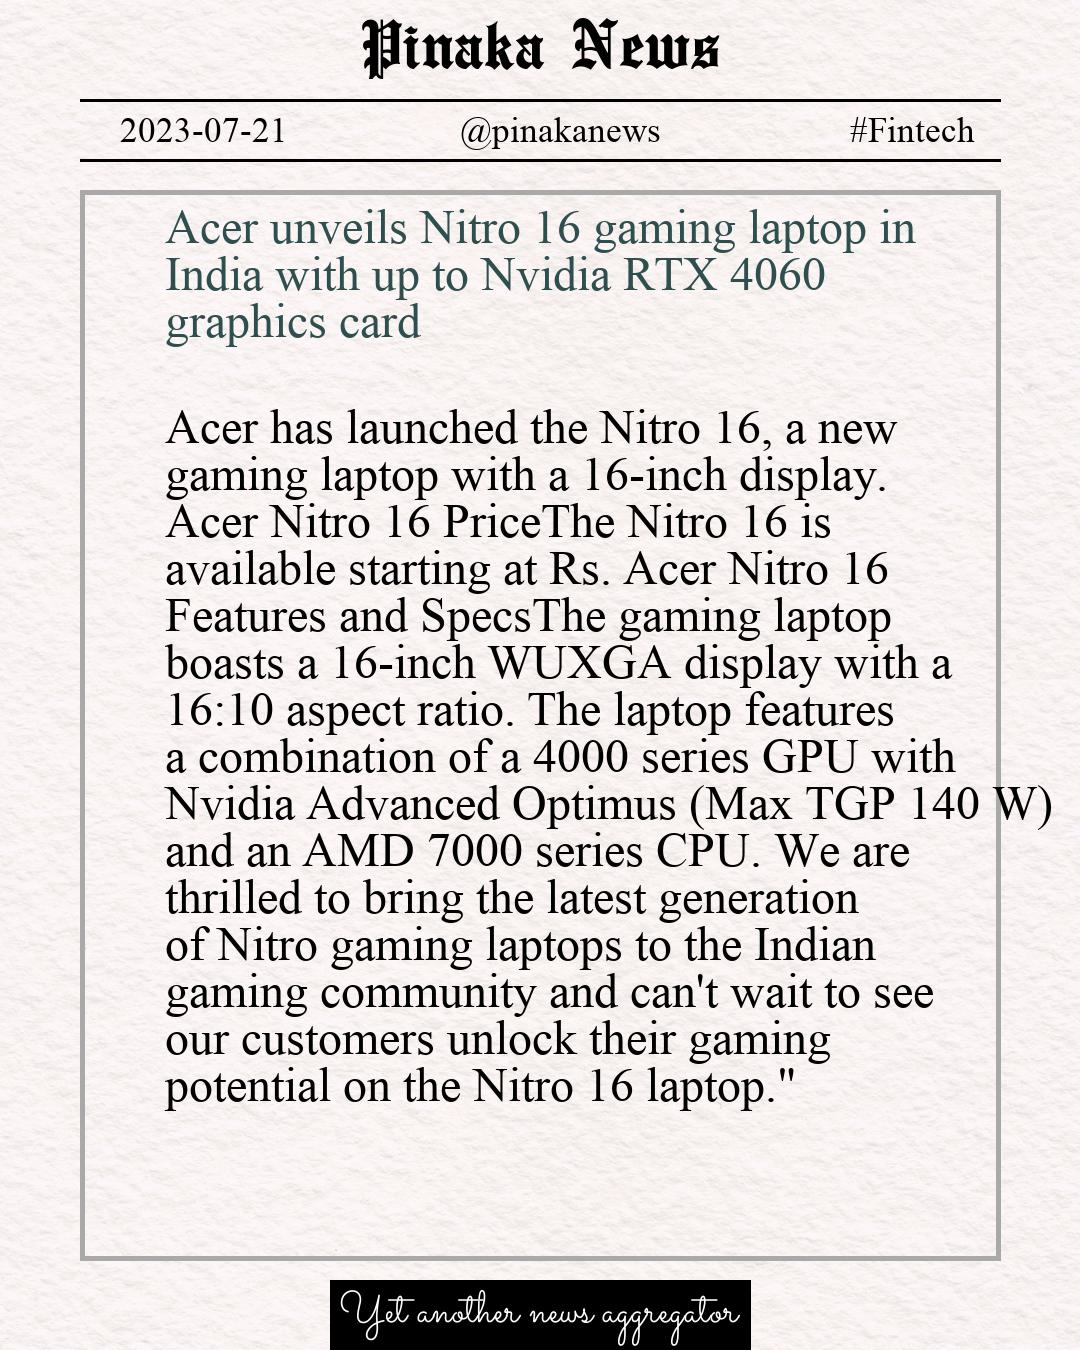 Pinaka News
2023-07-21 @pinakanews #Fintech
Acer unveils Nitro 16 gaming laptop in
India with up to Nvidia RTX 4060
graphics card
Acer has launched the Nitro 16, a new
gaming laptop with a 16-inch display.
Acer Nitro 16 PriceThe Nitro 16 is
available starting at Rs. Acer Nitro 16
Features and SpecsThe gaming laptop
boasts a 16-inch WUXGA display with a
16:10 aspect ratio. The laptop features
a combination of a 4000 series GPU with
Nvidia Advanced Optimus (Max TGP 140 W)
and an AMD 7000 series CPU. We are
thrilled to bring the latest generation
of Nitro gaming laptops to the Indian
gaming community and can't wait to see
our customers unlock their gaming
potential on the Nitro 16 laptop."
Yet another news aggregator